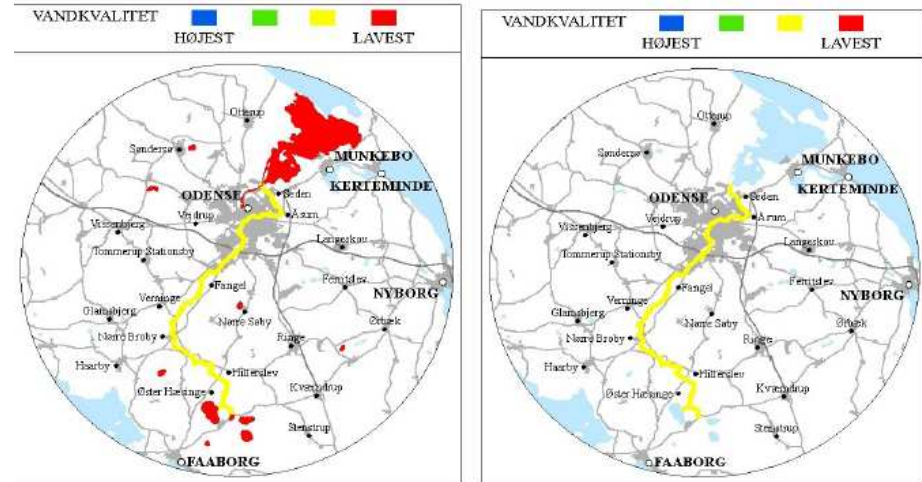 VANDKVALITET
HØJEST LAVEST
Otterup
Søndersø
MUNKEBO
KERTEMINDE
ODENSE
Seden
Vejdrup
Åsum
Vissenbjerg
Langeskov
Tommerup Stationsby
Ferritslev
Fangel
NYBORG
Verninge
Glamsbjerg
Nørre Søby
Ørbæk
Nørre Broby
Ringe
Haarby
Hillerslev
Kværndrup
Øster Hæsinge
Stenstrup
FAABORG
VANDKVALITET
HØJEST LAVEST
Otterup
Søndersø
MUNKEBO
KERTEMINDE
ODENSE
Seden
Vejdrup
Åsum
Vissenbjerg
Langeskov
Tommerup Stationsby
Ferritslev
Fangel
NYBORG
Verninge
Glamsbjerg
Nørre Søby
Ørbæk
Nørre Broby
Ringe
Haarby
Hillerslev
Kværndrup
Øster Hæsinge
Stenstrup
FAABORG